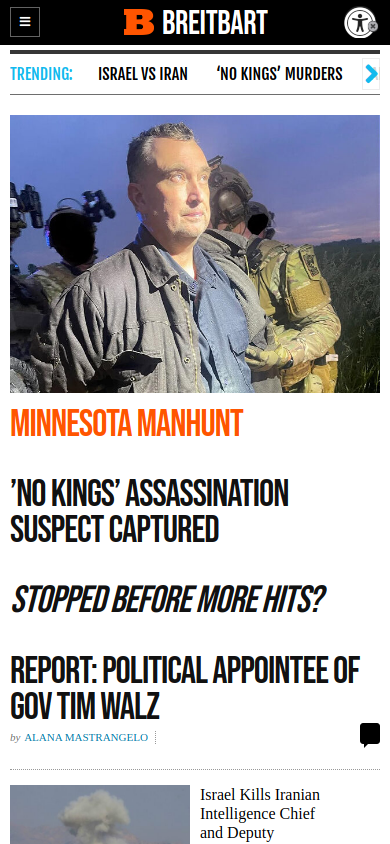 BREITBART
TRENDING:
ISRAEL VS IRAN
‘NO KINGS’ MURDERS
MINNESOTA MANHUNT
’NO KINGS’ ASSASSINATION
SUSPECT CAPTURED
STOPPED BEFORE MORE HITS?
REPORT: POLITICAL APPOINTEE OF
GOV TIM WALZ
by ALANA MASTRANGELO
Israel Kills Iranian
Intelligence Chief
and Deputy